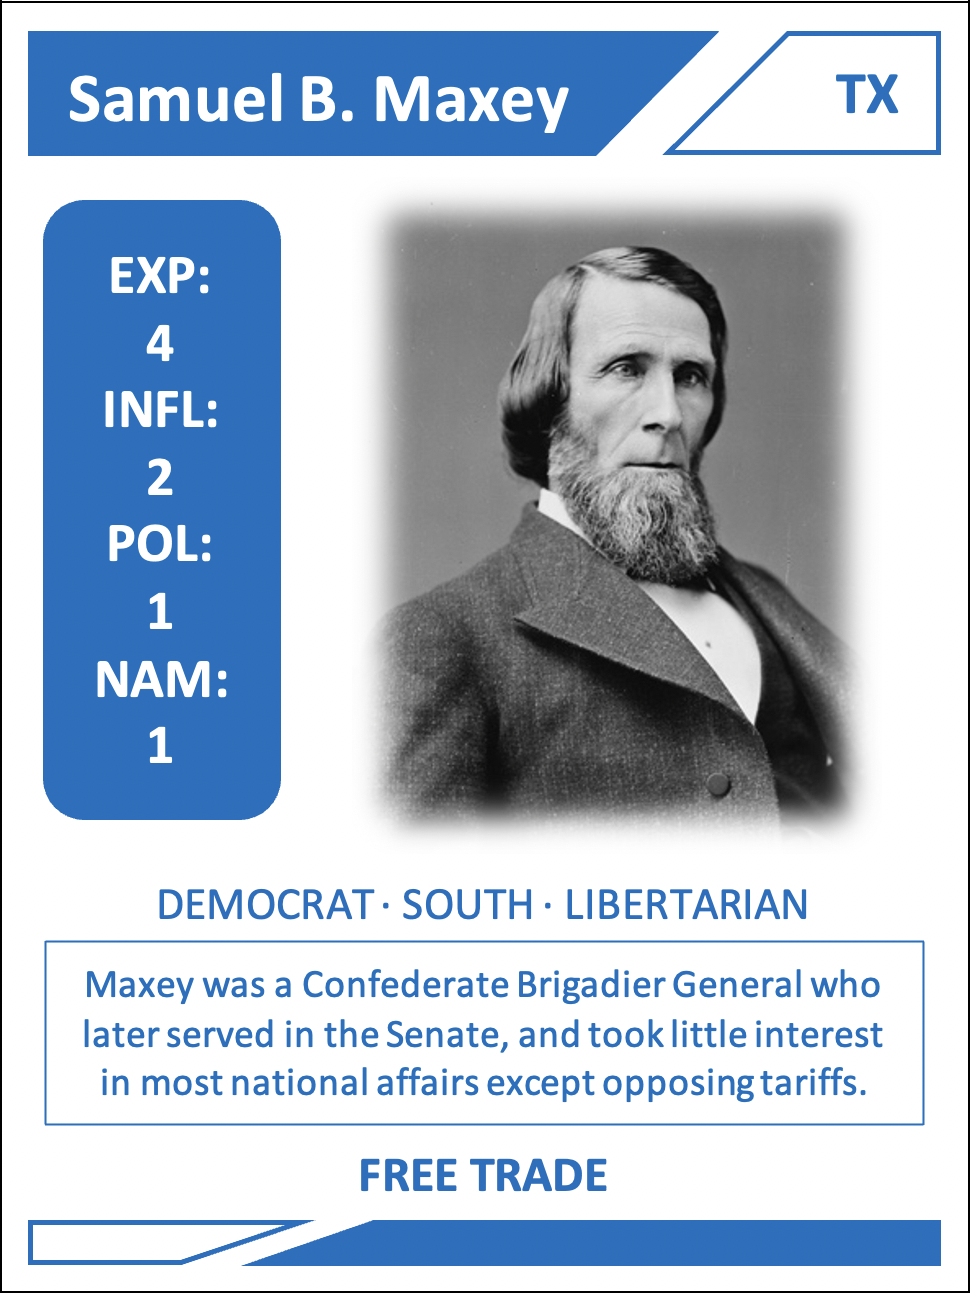 Samuel B. Maxey
TX
EXP:
4
INFL:
2
POL:
1
NAM:
1
DEMOCRAT · SOUTH · LIBERTARIAN
Maxey was a Confederate Brigadier General who
later served in the Senate, and took little interest
in most national affairs except opposing tariffs.
FREE TRADE